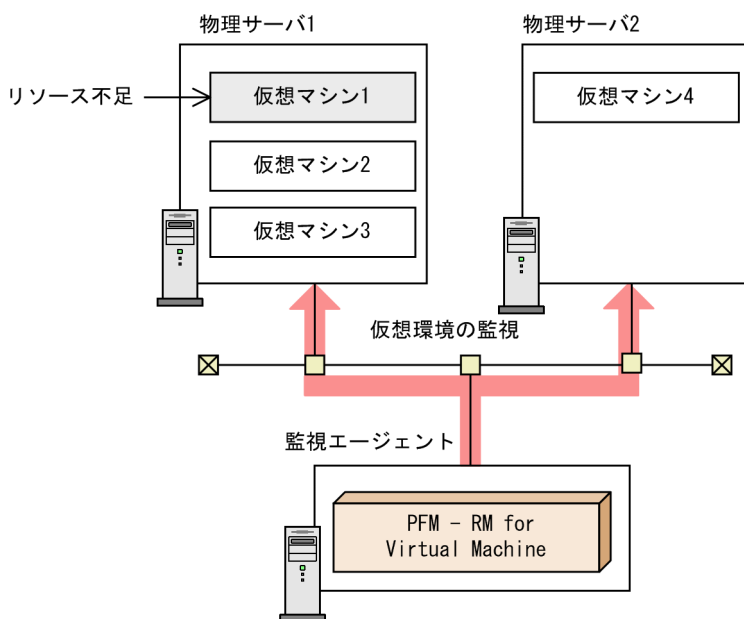 物理サーバ1
物理サーバ2
リソース不足
仮想マシン1
仮想マシン4
仮想マシン2
仮想マシン3
仮想環境の監視
監視エージェント
PFM - RM for
Virtual Machine